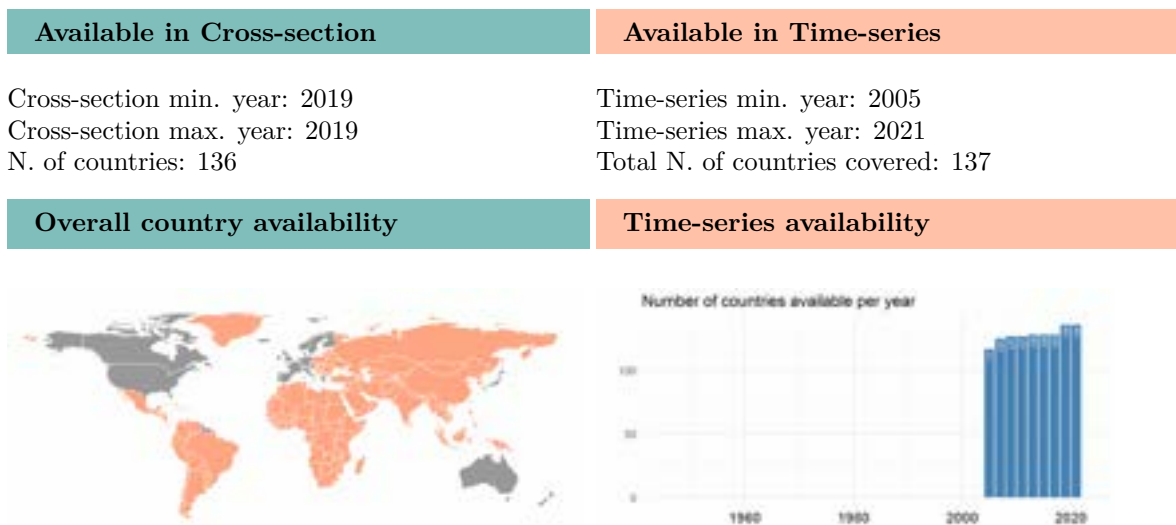 Available in Cross-section
Available in Time-series
Cross-section min. year: 2019
Cross-section max. year: 2019
N. of countries: 136
Time-series min. year: 2005
Time-series max. year: 2021
Total N. of countries covered: 137
Overall country availability
Time-series availability
Number of countries available per year
100
50
0
1960
1980
2000
2020